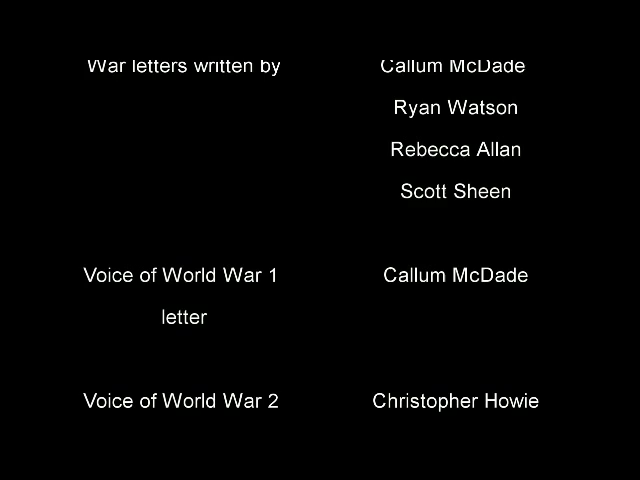 War letters written by Callum McDade
Ryan Watson
Rebecca Allan
Scott Sheen
Voice of World War 1 Callum McDade
letter
Voice of World War 2 Christopher Howie